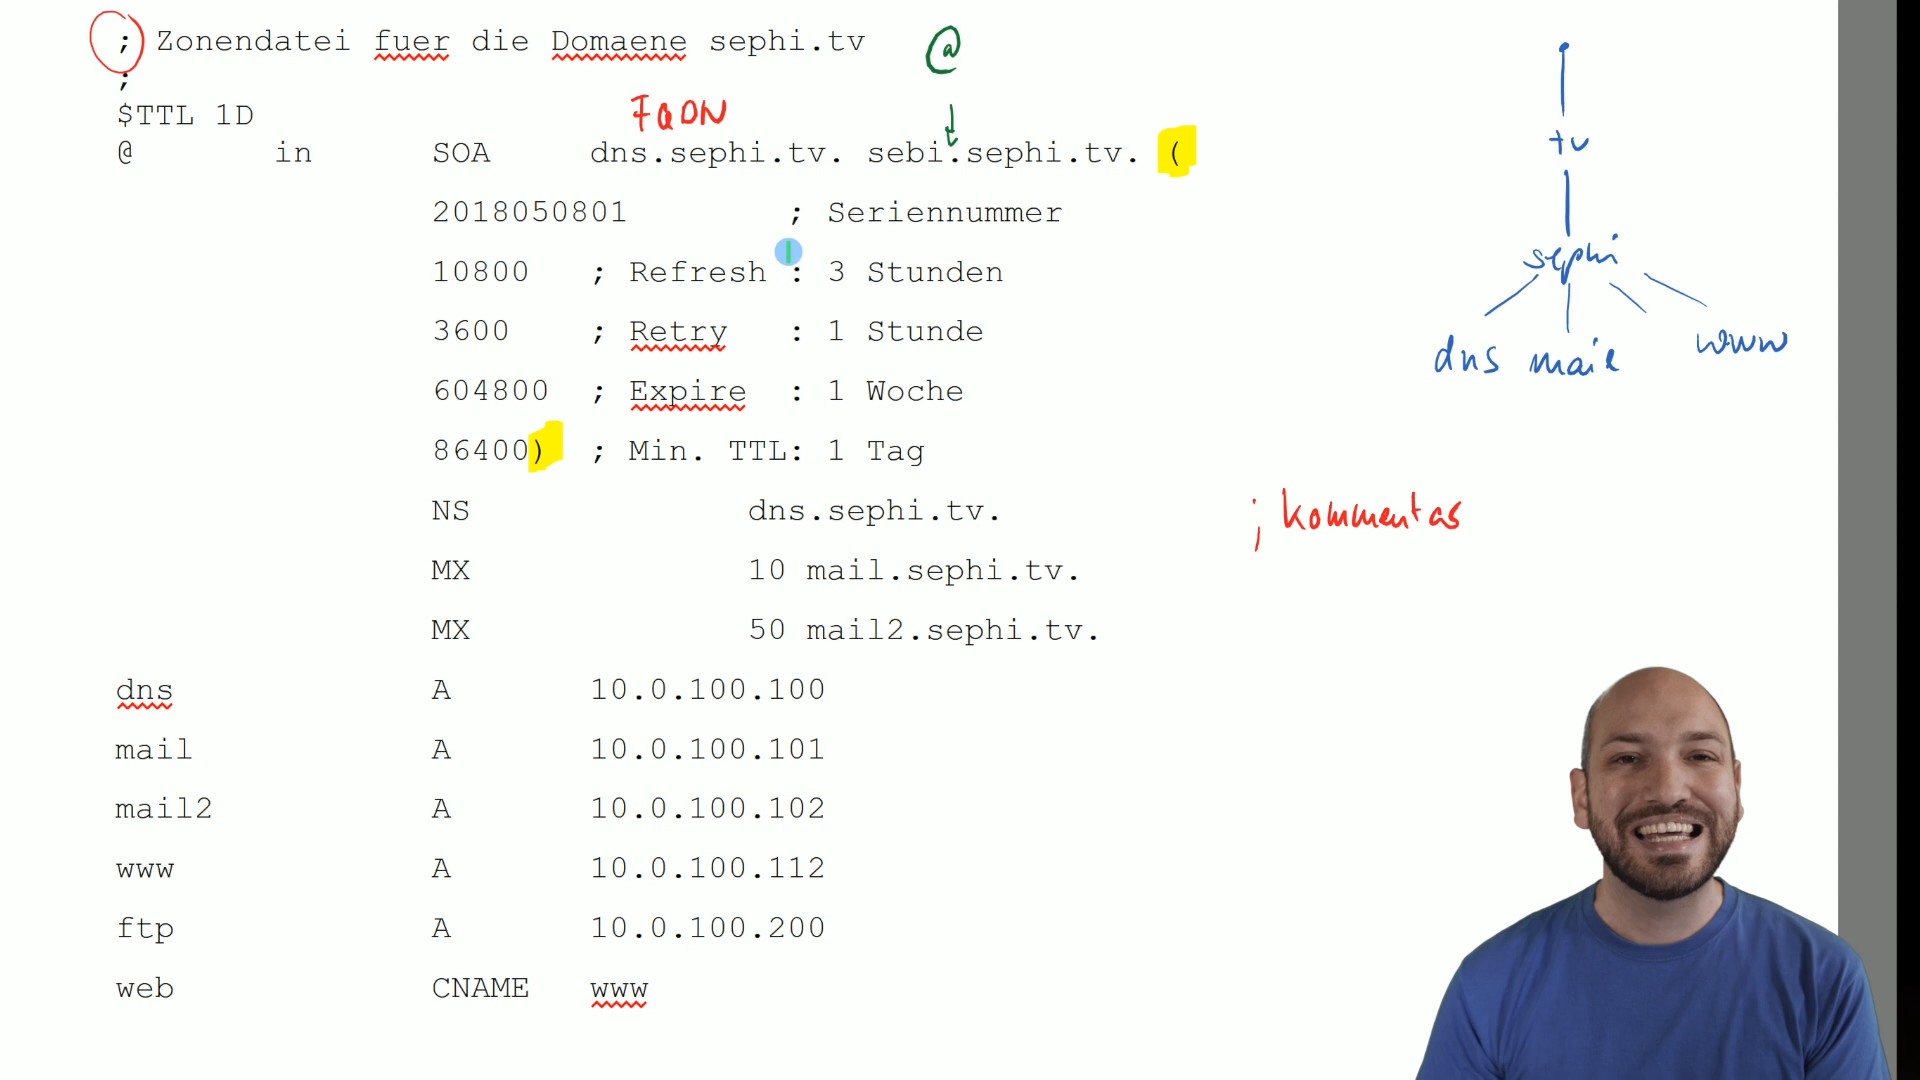 ; Zonendatei fuer die Domaene sephi.tv @
;
$TTL 1D
FQDN
@ in SOA dns.sephi.tv. sebi.sephi.tv. (
2018050801 ; Seriennummer
10800 ; Refresh : 3 Stunden
3600 ; Retry : 1 Stunde
604800 ; Expire : 1 Woche
86400) ; Min. TTL: 1 Tag
NS dns.sephi.tv.
MX 10 mail.sephi.tv.
MX 50 mail2.sephi.tv.
dns A 10.0.100.100
mail A 10.0.100.101
mail2 A 10.0.100.102
www A 10.0.100.112
ftp A 10.0.100.200
web CNAME www
; Kommentar
tv
sephi
dns mail www